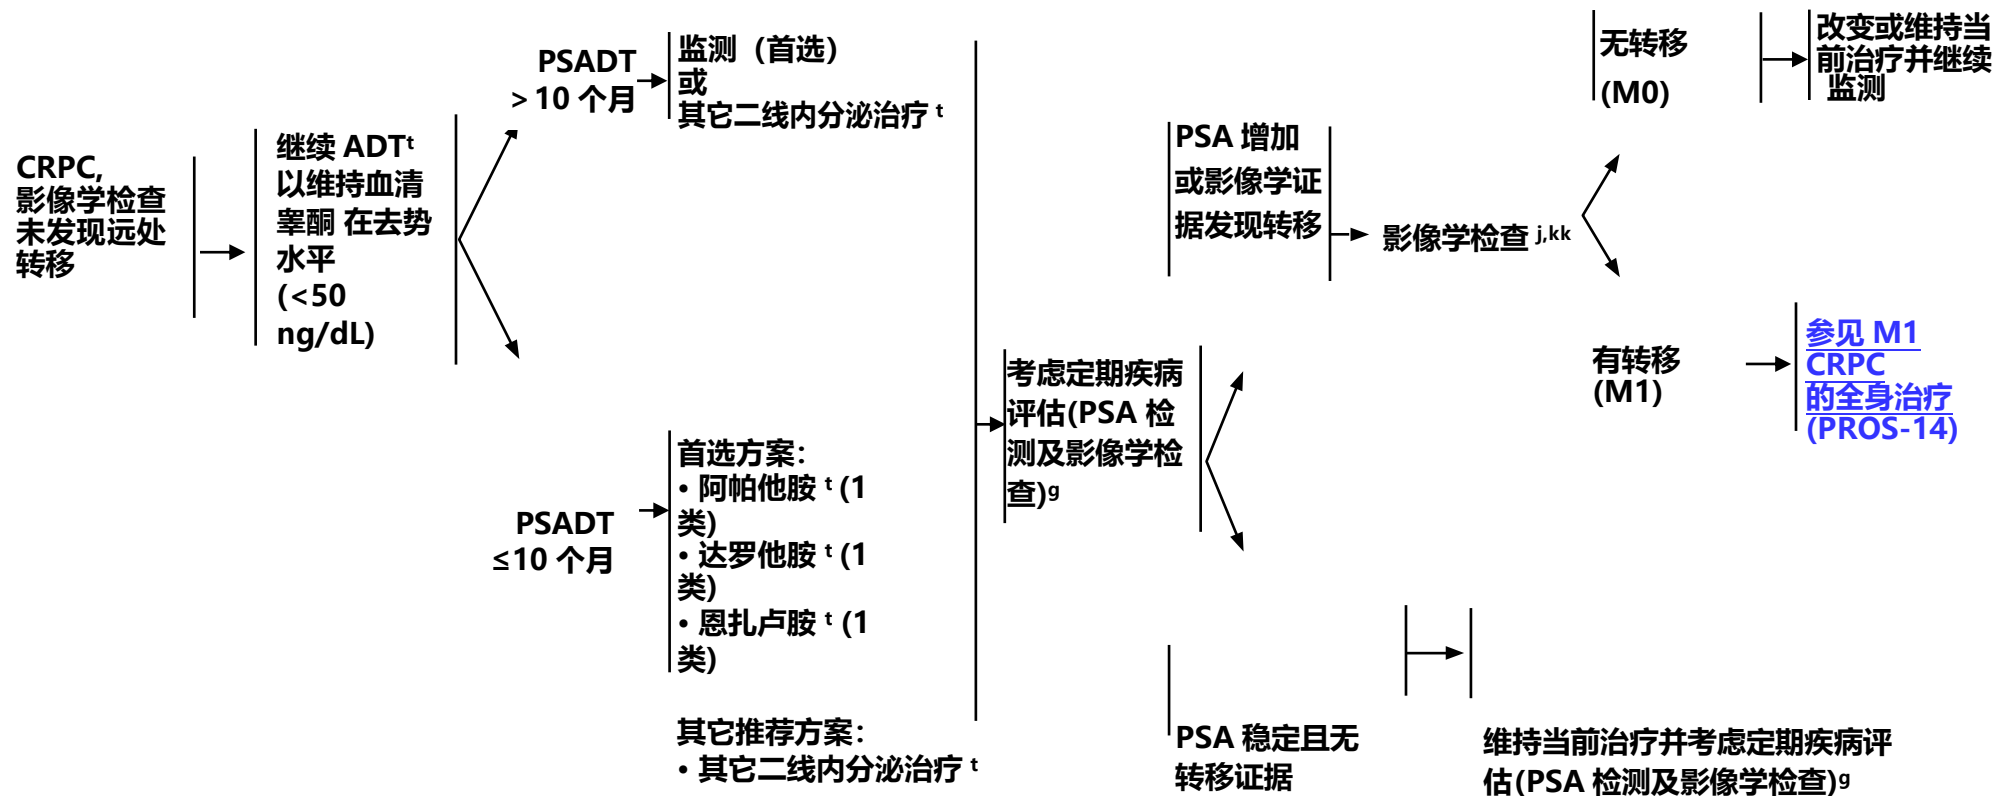 CRPC,
影像学检查
未发现远处
转移
继续 ADTᵗ
以维持血清
睾酮 在去势
水平
(<50
ng/dL)
PSADT
> 10 个月
监测（首选）
或
其它二线内分泌治疗 ᵗ
PSADT
≤10 个月
首选方案：
• 阿帕他胺 ᵗ (1
类)
• 达罗他胺 ᵗ (1
类)
• 恩扎卢胺 ᵗ (1
类)
其它推荐方案：
• 其它二线内分泌治疗 ᵗ
考虑定期疾病
评估(PSA 检
测及影像学检
查)ᵍ
PSA 增加
或影像学证
据发现转移
影像学检查 ʲ,ᵏᵏ
无转移
(M0)
改变或维持当
前治疗并继续
监测
有转移
(M1)
参见 M1
CRPC
的全身治疗
(PROS-14)
PSA 稳定且无
转移证据
维持当前治疗并考虑定期疾病评
估(PSA 检测及影像学检查)ᵍ